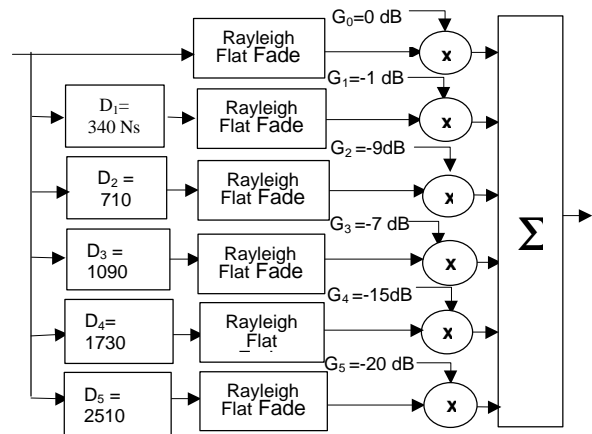 G0=0 dB
Rayleigh
Flat Fade
x
G1=-1 dB
D1=
340 Ns
Rayleigh
Flat Fade
x
G2=-9dB
D2 =
710
Rayleigh
Flat Fade
x
G3=-7 dB
D3 =
1090
Rayleigh
Flat Fade
x
Σ
G4=-15dB
D4=
1730
Rayleigh
Flat
x
G5=-20 dB
D5 =
2510
Rayleigh
Flat Fade
x